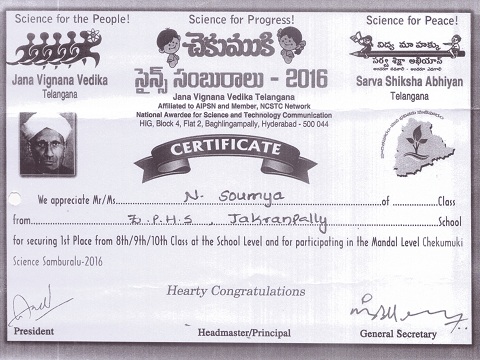 Science for the People!
Science for Progress!
Science for Peace!
చెకుముకి
విద్య మా హక్కు
సర్వ శిక్షా అభియాన్
Jana Vignana Vedika
Telangana
సైన్స్ సంబురాలు - 2016
Sarva Shiksha Abhiyan
Telangana
Jana Vignana Vedika Telangana
Affiliated to AIPSN and Member, NCSTC Network
National Awardee for Science and Technology Communication
HIG, Block 4, Flat 2, Baghlingampally, Hyderabad - 500 044
CERTIFICATE
We appreciate Mr/Ms. N. Soumya of Class
from Z.P.H.S, Jakranpally School
for securing 1st Place from 8th/9th/10th Class at the School Level and for participating in the Mandal Level Chekumuki
Science Samburalu-2016
Hearty Congratulations
President
Headmaster/Principal
General Secretary